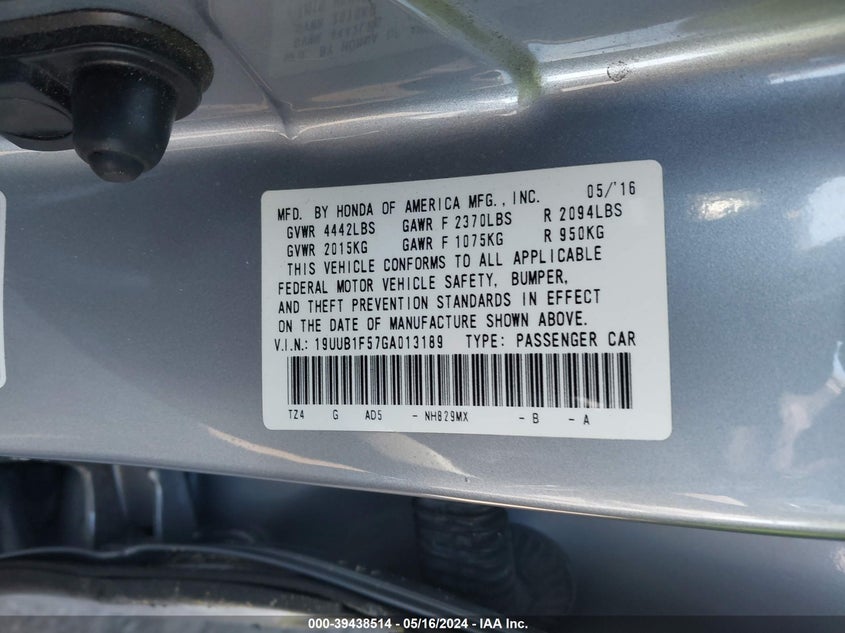 MFD. BY HONDA OF AMERICA MFG., INC. 05/'16
GVWR 4442LBS GAWR F 2370LBS R 2094LBS
GVWR 2015KG GAWR F 1075KG R 950KG
THIS VEHICLE CONFORMS TO ALL APPLICABLE
FEDERAL MOTOR VEHICLE SAFETY, BUMPER,
AND THEFT PREVENTION STANDARDS IN EFFECT
ON THE DATE OF MANUFACTURE SHOWN ABOVE.
V.I.N.: 19UUB1F57GA013189 TYPE: PASSENGER CAR
TZ4 G AD5 - NH829MX - B - A
000-39438514 - 05/16/2024 - IAA Inc.